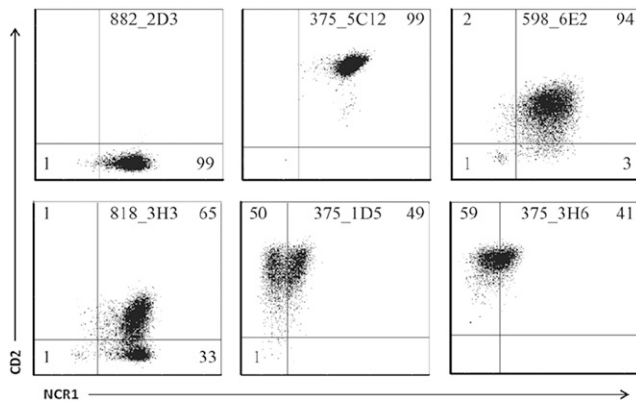 882_2D3
1 99
375_5C12 99
2 598_6E2 94
1 3
1 818_3H3 65
1 33
50 375_1D5 49
1
59 375_3H6 41
CD2
NCR1